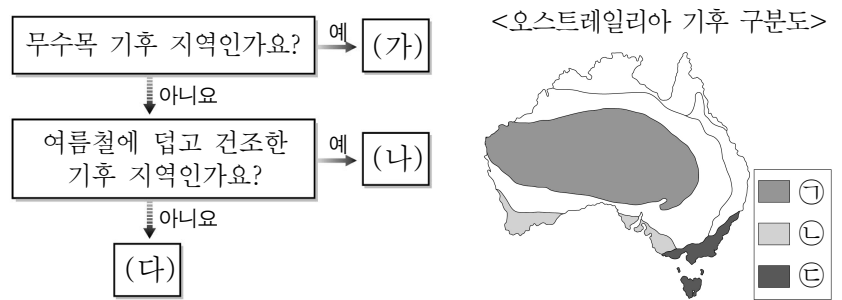 무수목 기후 지역인가요?
예
(가)
아니요
여름철에 덥고 건조한
기후 지역인가요?
예
(나)
아니요
(다)
<오스트레일리아 기후 구분도>
㉠
㉡
㉢